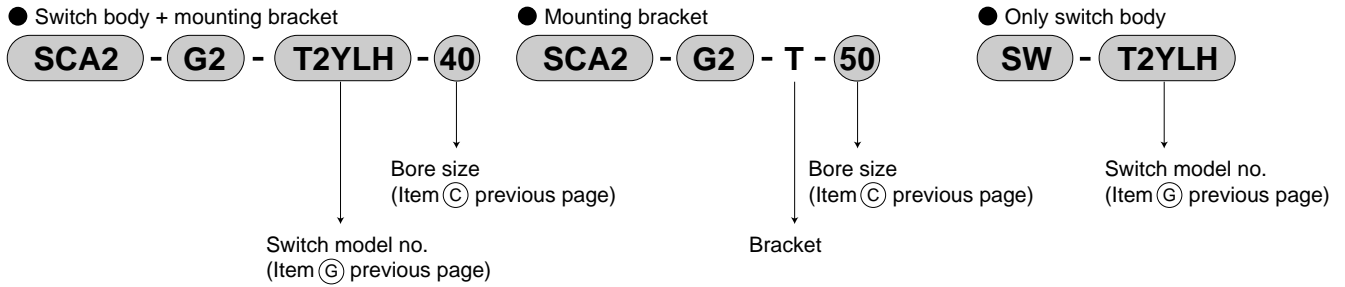 ● Switch body + mounting bracket
SCA2 - G2 - T2YLH - 40
Bore size
(Item Ⓒ previous page)
Switch model no.
(Item Ⓖ previous page)
● Mounting bracket
SCA2 - G2 - T - 50
Bore size
(Item Ⓒ previous page)
Bracket
● Only switch body
SW - T2YLH
Switch model no.
(Item Ⓖ previous page)